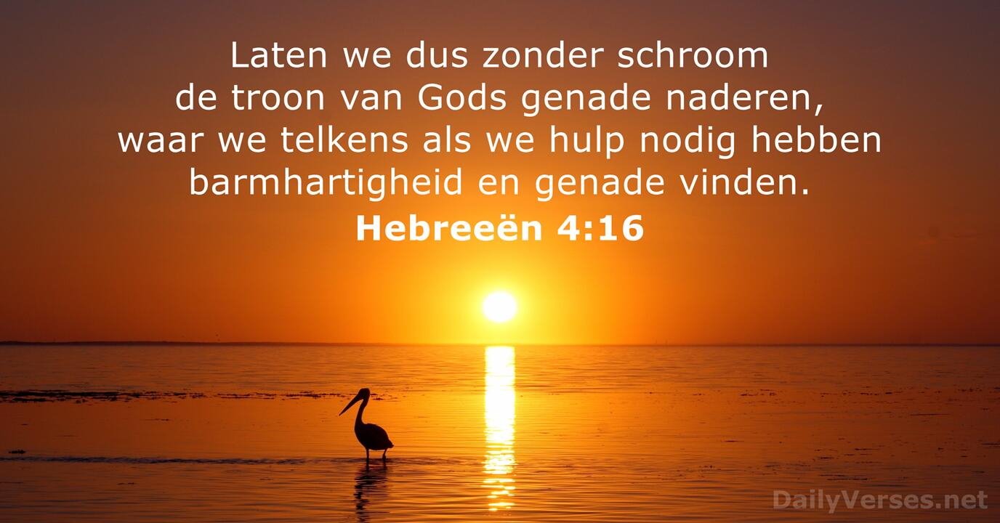 Laten we dus zonder schroom
de troon van Gods genade naderen,
waar we telkens als we hulp nodig hebben
barmhartigheid en genade vinden.
Hebreeën 4:16
DailyVerses.net